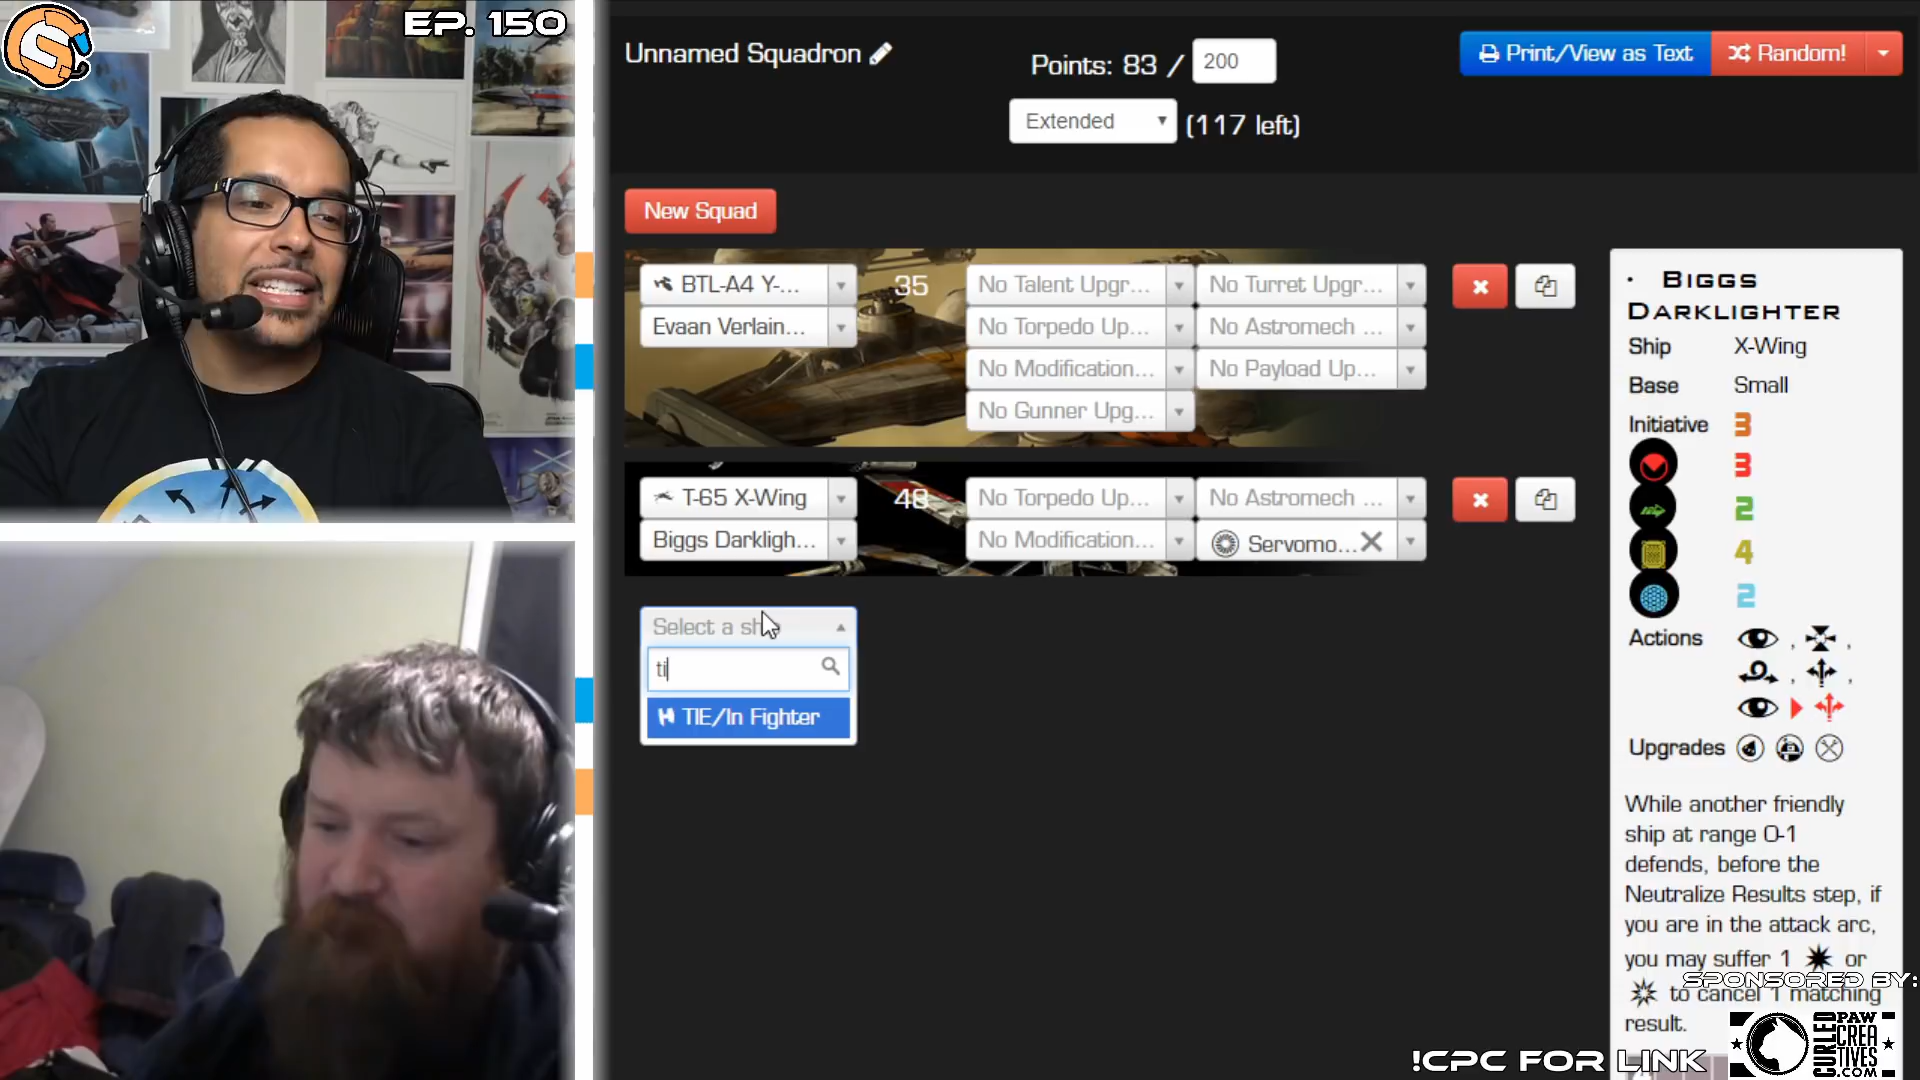 EP. 150
Unnamed Squadron
Points: 83 / 200
Print/View as Text
Random!
Extended
(117 left)
New Squad
BTL-A4 Y-...
35
No Talent Upgr...
No Turret Upgr...
Evaan Verlain...
No Torpedo Up...
No Astromech ...
No Modification...
No Payload Up...
No Gunner Upg...
T-65 X-Wing
48
No Torpedo Up...
No Astromech ...
Biggs Darkligh...
No Modification...
Servomo...
Select a sh
ti
TIE/ln Fighter
· BIGGS
DARKLIGHTER
Ship X-Wing
Base Small
Initiative 3
3
2
4
2
Actions
Upgrades
While another friendly
ship at range 0-1
defends, before the
Neutralize Results step, if
you are in the attack arc,
you may suffer 1 or
to cancel 1 matching
result.
SPONSORED BY:
!CPC FOR LINK
CURLED
PAW
CREA
TIVES
.COM